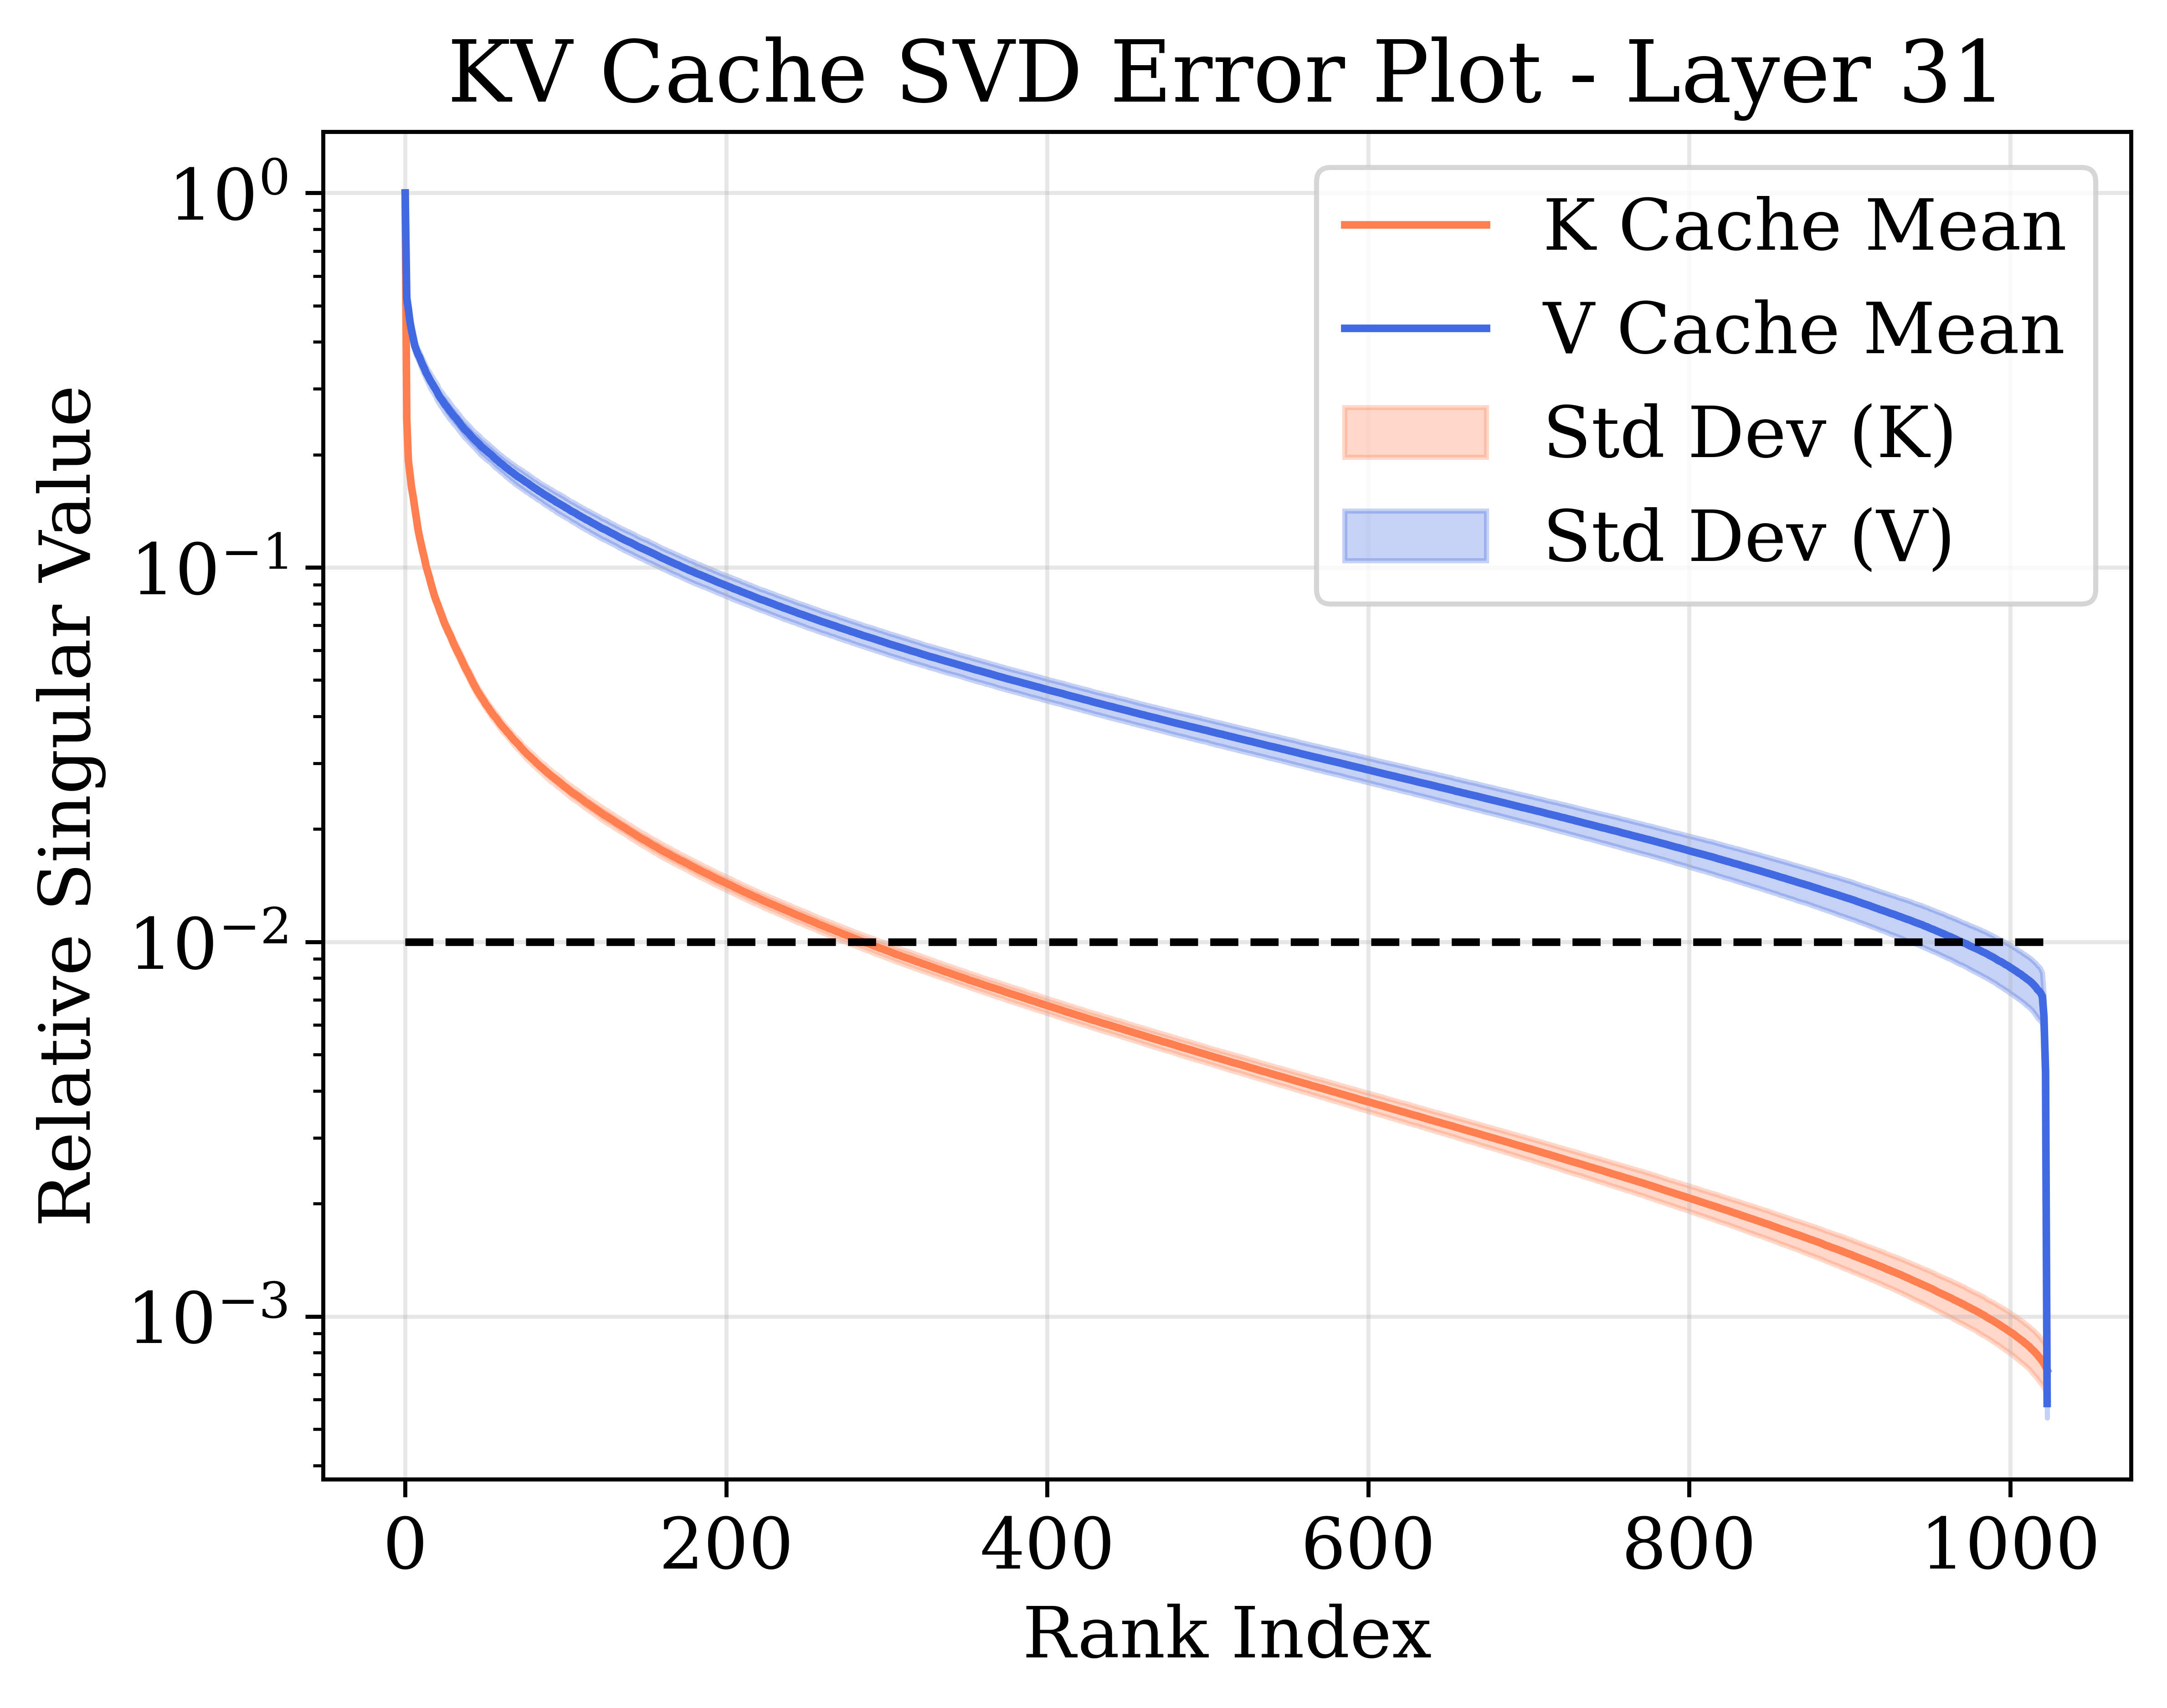 KV Cache SVD Error Plot - Layer 31
Relative Singular Value
10⁰
10⁻¹
10⁻²
10⁻³
K Cache Mean
V Cache Mean
Std Dev (K)
Std Dev (V)
0 200 400 600 800 1000
Rank Index